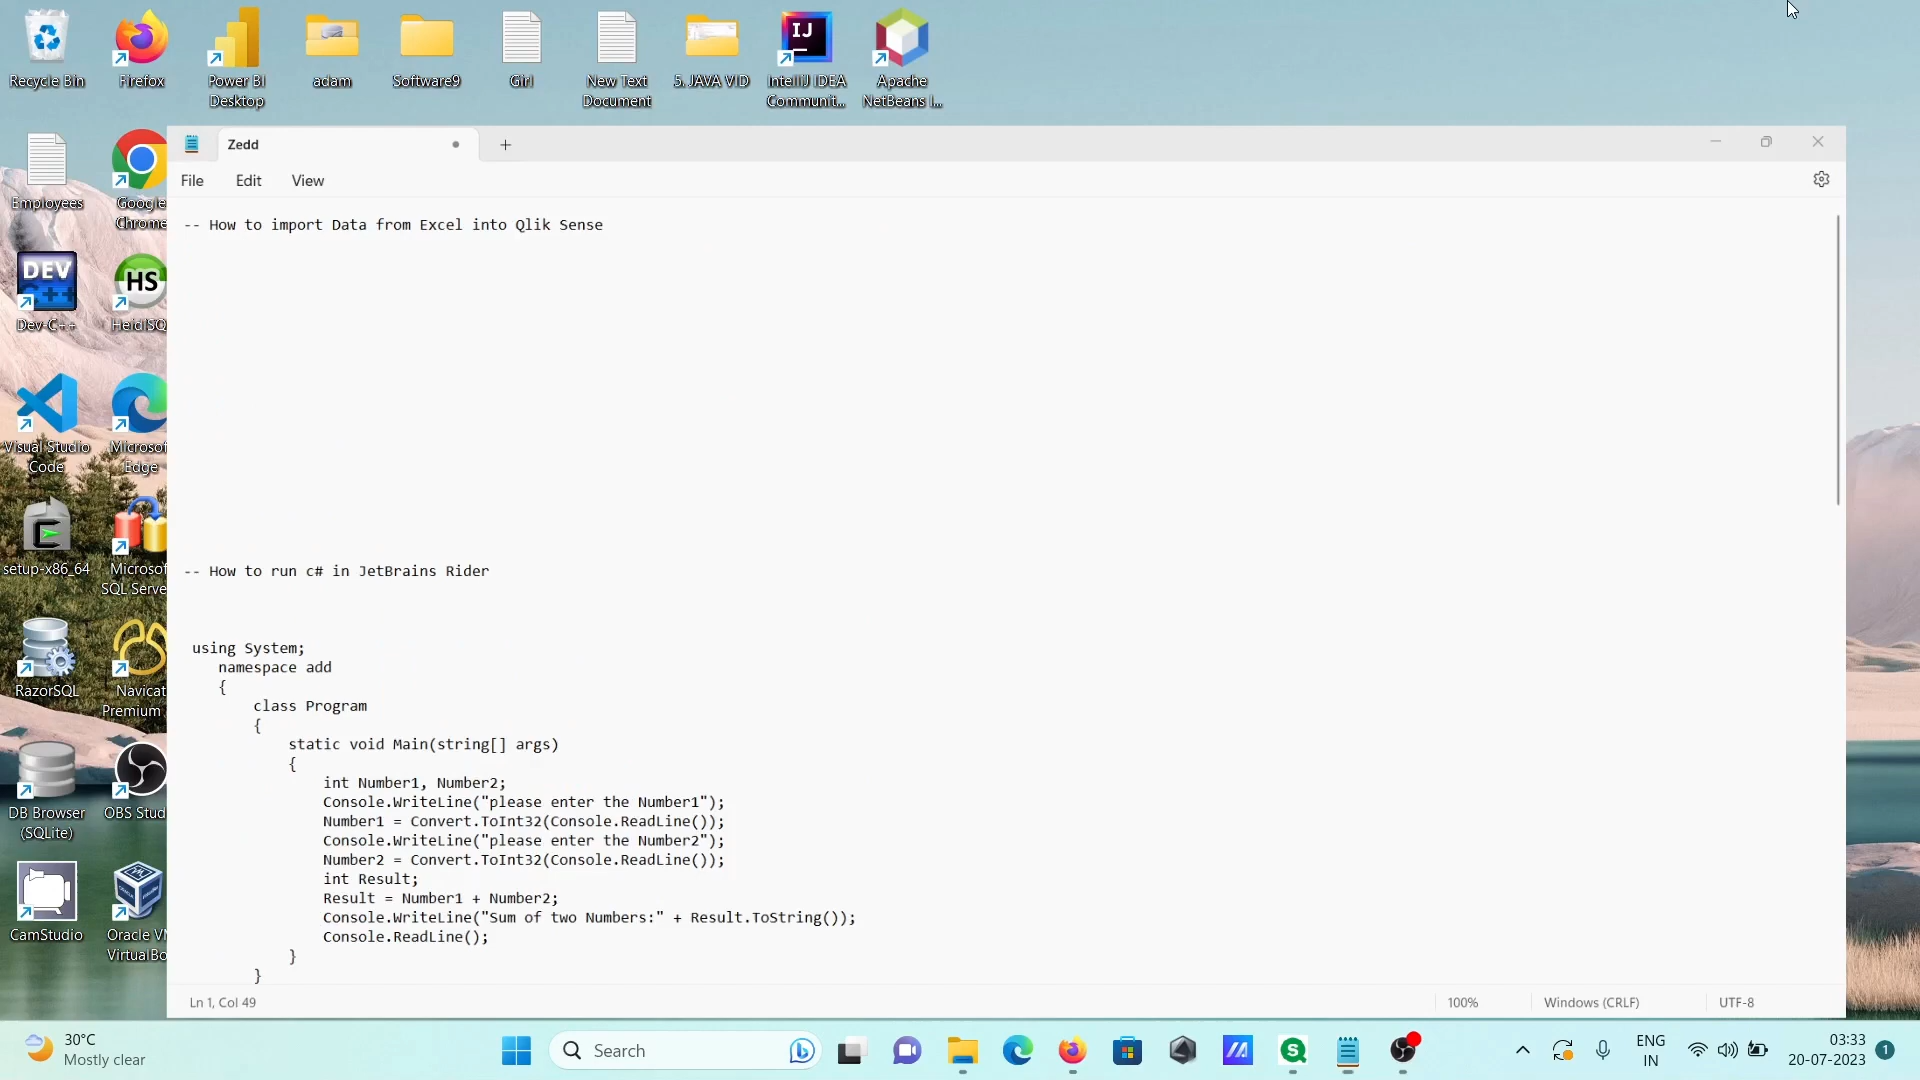 Recycle Bin
Firefox
Power BI
Desktop
adam
Software9
Girl
New Text
Document
5. JAVA VID
IntelliJ IDEA
Communit...
Apache
NetBeans I...
Employees
Google
Chrome
Dev-C++
HeidiSQ
Visual Studio
Code
Microsof
Edge
setup-x86_64
Microsof
SQL Serve
RazorSQL
Navicat
Premium
DB Browser
(SQLite)
OBS Stud
CamStudio
Oracle VM
VirtualBo
Zedd
File
Edit
View
-- How to import Data from Excel into Qlik Sense
-- How to run c# in JetBrains Rider
using System;
namespace add
{
class Program
{
static void Main(string[] args)
{
int Number1, Number2;
Console.WriteLine("please enter the Number1");
Number1 = Convert.ToInt32(Console.ReadLine());
Console.WriteLine("please enter the Number2");
Number2 = Convert.ToInt32(Console.ReadLine());
int Result;
Result = Number1 + Number2;
Console.WriteLine("Sum of two Numbers:" + Result.ToString());
Console.ReadLine();
}
}
Ln 1, Col 49
100%
Windows (CRLF)
UTF-8
30°C
Mostly clear
Search
ENG
IN
03:33
20-07-2023
1